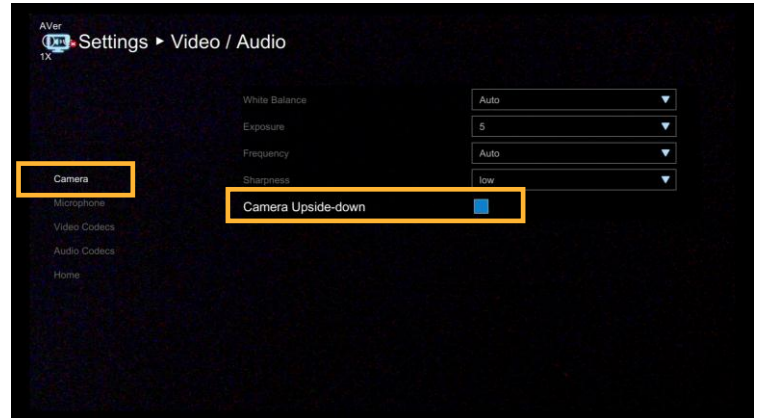 AVer
Settings ► Video / Audio
1X
White Balance Auto
Exposure 5
Frequency Auto
Camera
Sharpness low
Microphone
Camera Upside-down
Video Codecs
Audio Codecs
Home